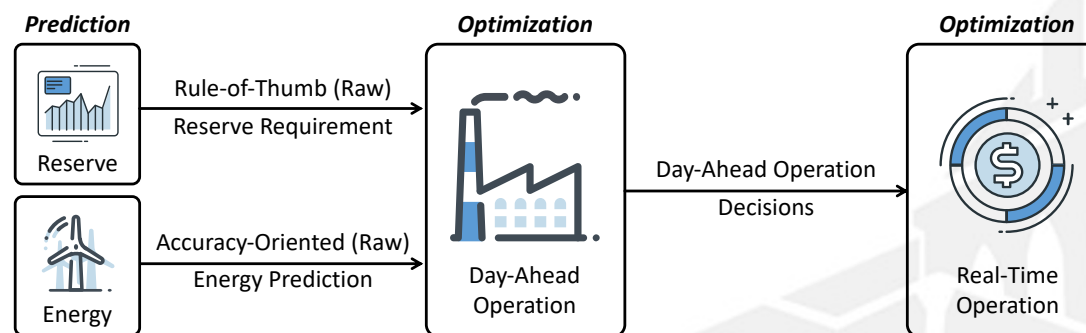 Prediction
Optimization
Optimization
Reserve
Rule-of-Thumb (Raw)
Reserve Requirement
Energy
Accuracy-Oriented (Raw)
Energy Prediction
Day-Ahead
Operation
Day-Ahead Operation
Decisions
$
Real-Time
Operation